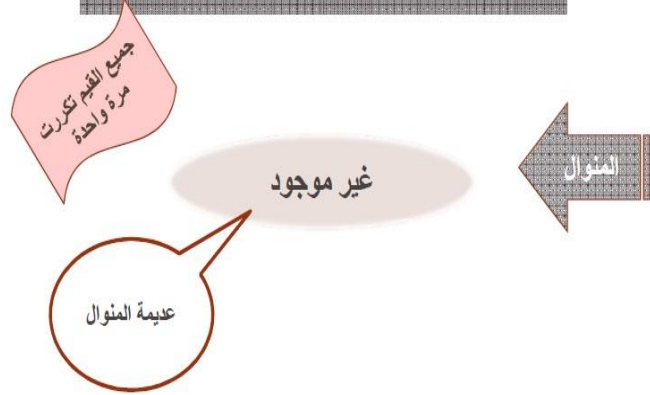 جميع القيم تكررت
مرة واحدة
المنوال
غير موجود
عديمة المنوال